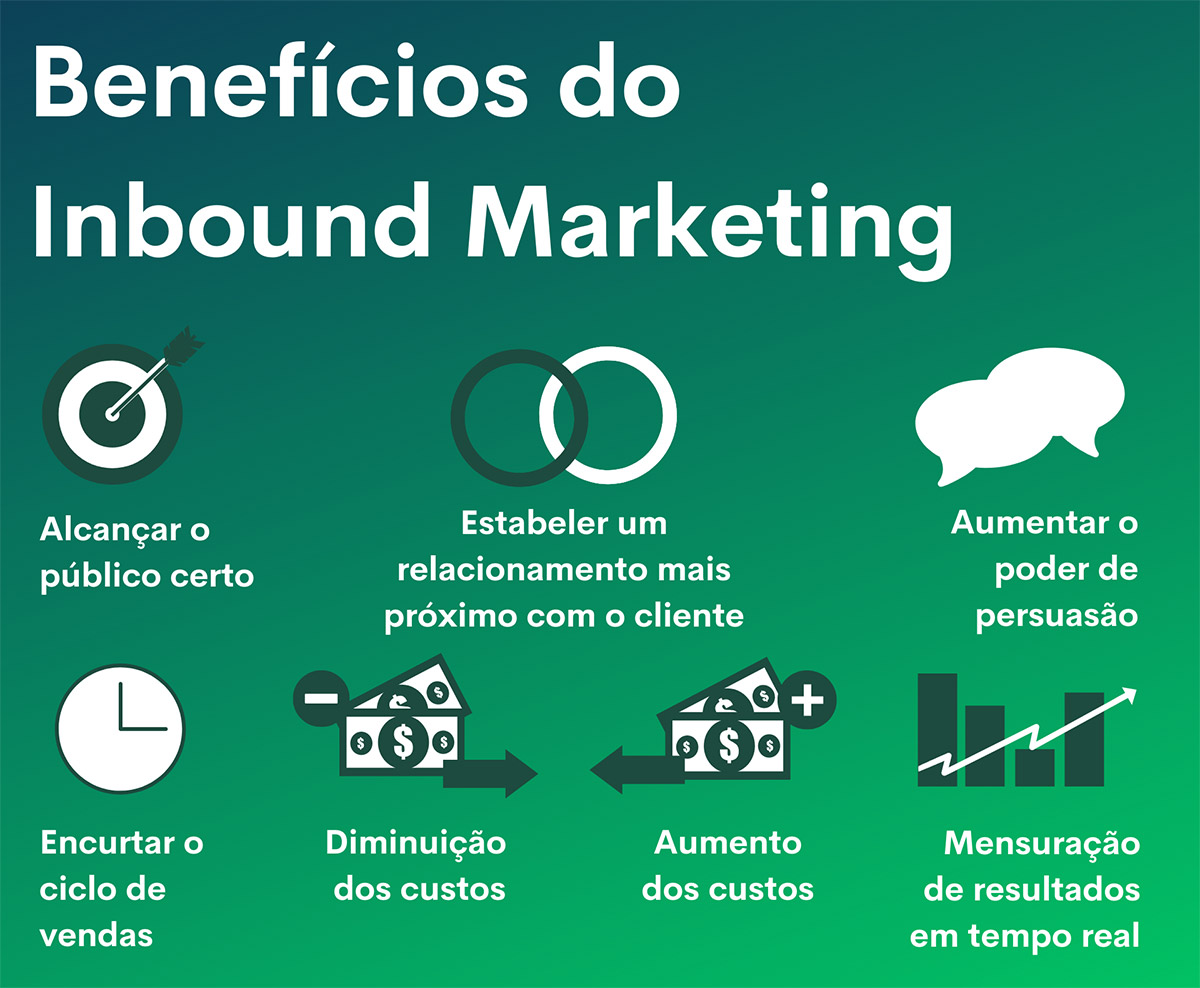 Benefícios do
Inbound Marketing
Alcançar o
público certo
Estabeler um
relacionamento mais
próximo com o cliente
Aumentar o
poder de
persuasão
Encurtar o
ciclo de
vendas
Diminuição
dos custos
Aumento
dos custos
Mensuração
de resultados
em tempo real